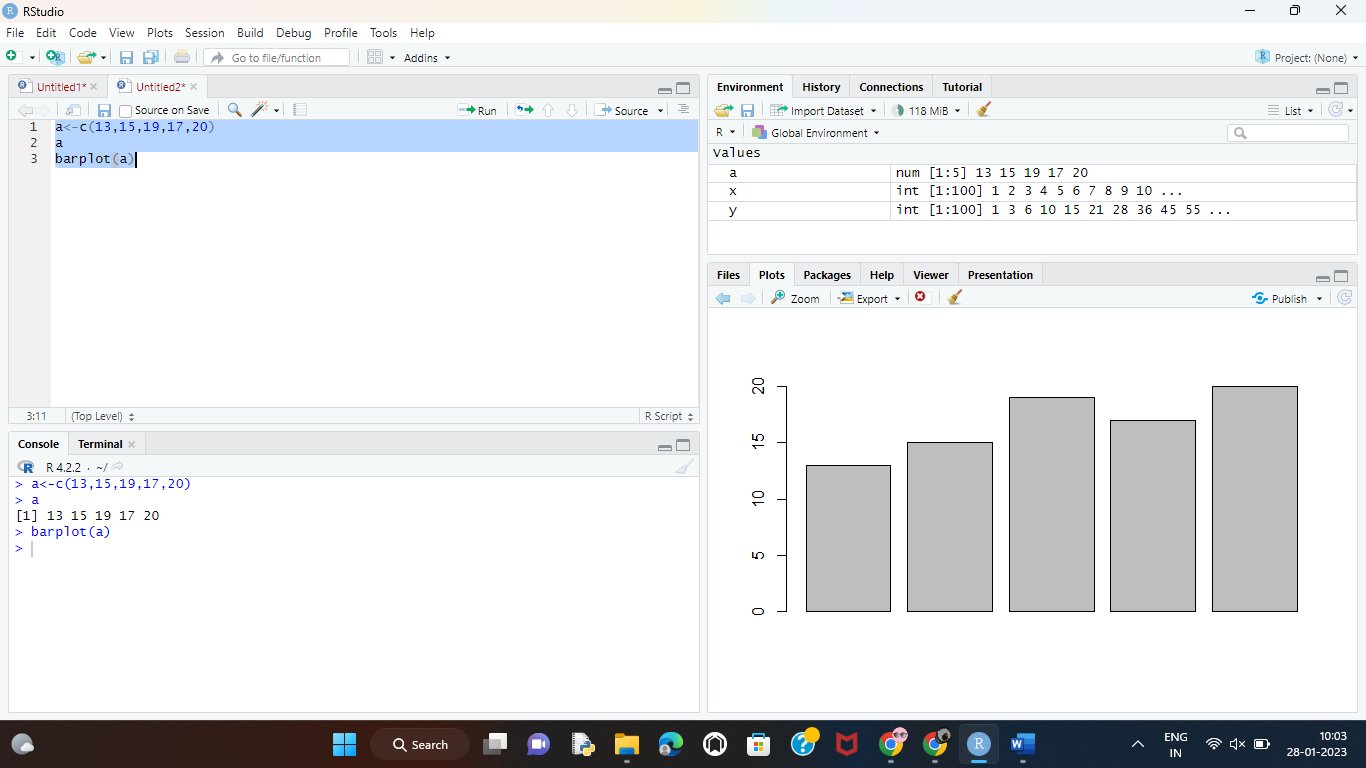 RStudio
File Edit Code View Plots Session Build Debug Profile Tools Help
Go to file/function Addins Project: (None)
Untitled1* Untitled2*
Source on Save Run Source
1 a<-c(13,15,19,17,20)
2 a
3 barplot(a)
3:11 (Top Level) R Script
Console Terminal
R 4.2.2 · ~/
> a<-c(13,15,19,17,20)
> a
[1] 13 15 19 17 20
> barplot(a)
>
Environment History Connections Tutorial
Import Dataset 118 MiB List
R Global Environment
Values
a num [1:5] 13 15 19 17 20
x int [1:100] 1 2 3 4 5 6 7 8 9 10 ...
y int [1:100] 1 3 6 10 15 21 28 36 45 55 ...
Files Plots Packages Help Viewer Presentation
Zoom Export Publish
20
15
10
5
0
Search
ENG
IN
10:03
28-01-2023